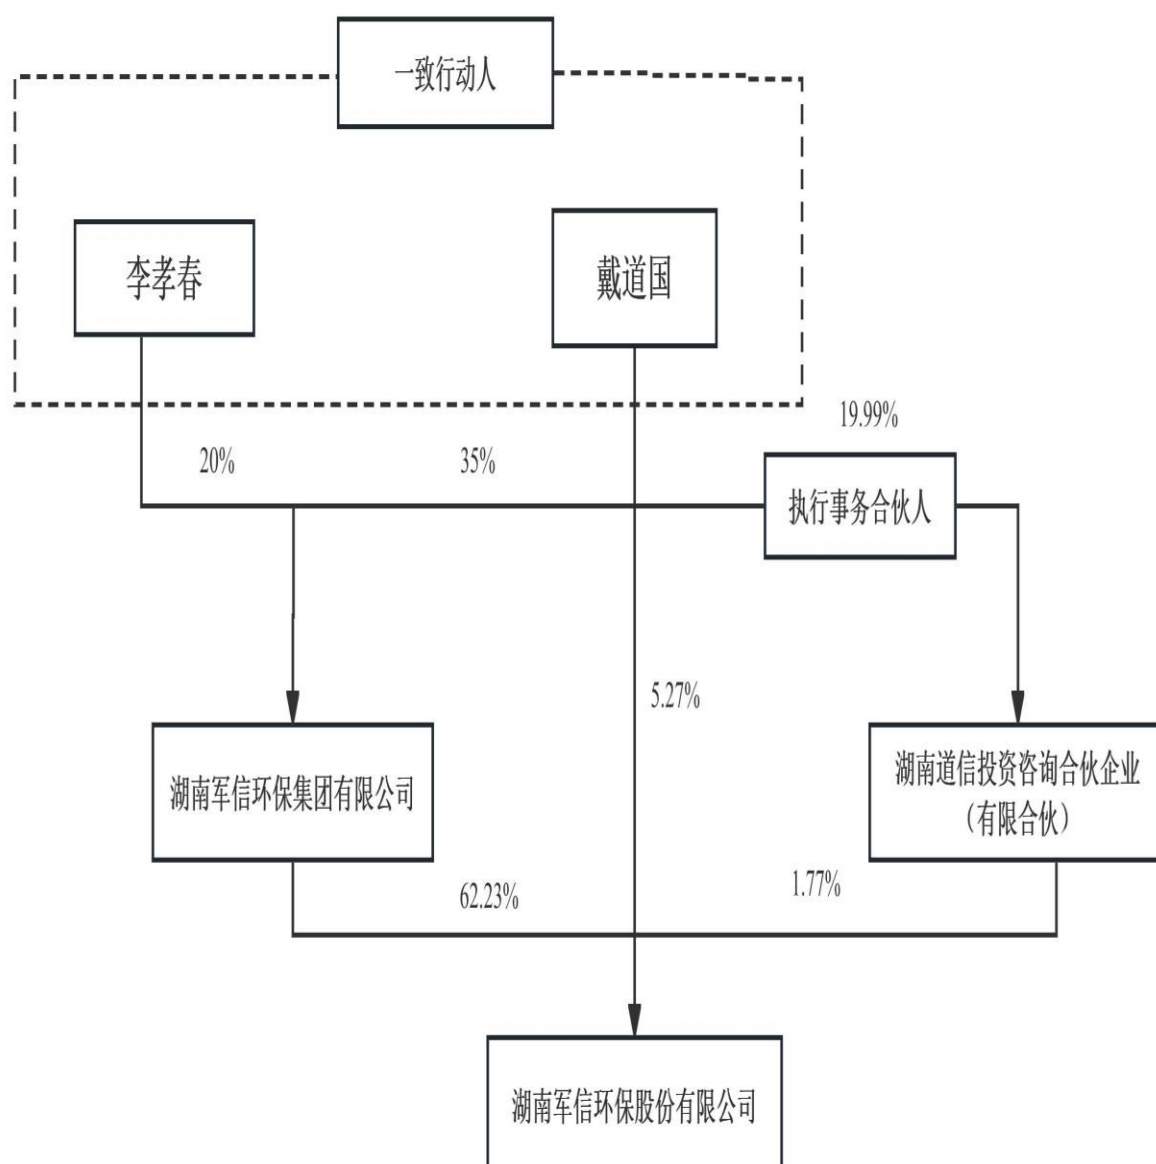 一致行动人
李孝春
戴道国
19.99%
20%
35%
执行事务合伙人
5.27%
湖南军信环保集团有限公司
湖南道信投资咨询合伙企业
（有限合伙）
62.23%
1.77%
湖南军信环保股份有限公司